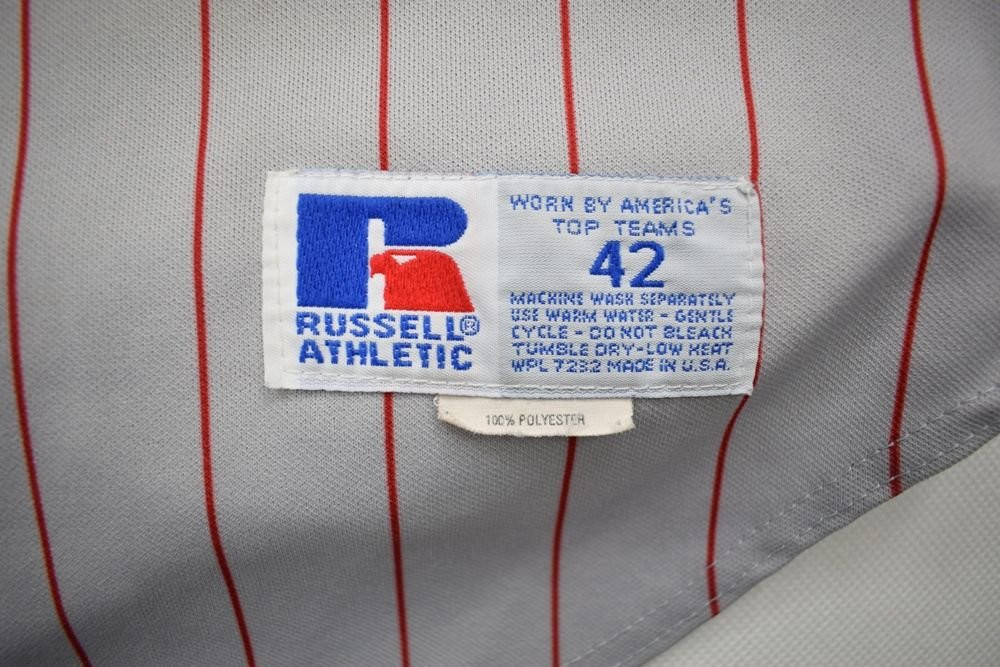 RUSSELL®
ATHLETIC
WORN BY AMERICA'S
TOP TEAMS
42
MACHINE WASH SEPARATELY
USE WARM WATER - GENTLE
CYCLE - DO NOT BLEACH
TUMBLE DRY-LOW HEAT
WPL 7232 MADE IN U.S.A.
100% POLYESTER